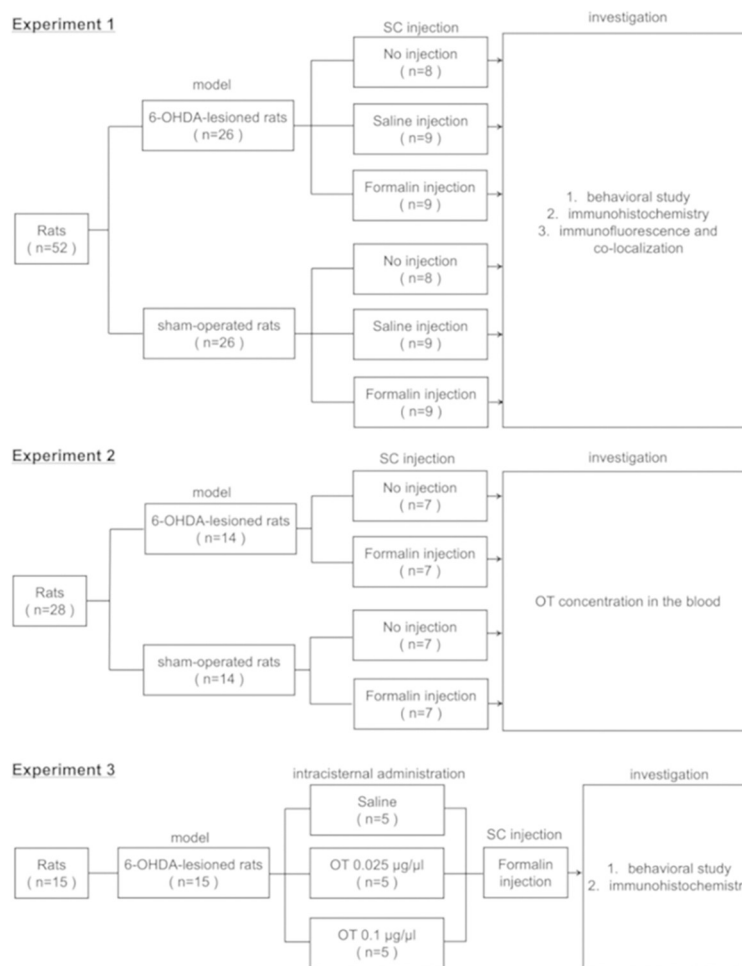 Experiment 1
SC injection
investigation
model
No injection
( n=8 )
6-OHDA-lesioned rats
( n=26 )
Saline injection
( n=9 )
Formalin injection
( n=9 )
Rats
( n=52 )
1. behavioral study
2. immunohistochemistry
3. immunofluorescence and
co-localization
No injection
( n=8 )
sham-operated rats
( n=26 )
Saline injection
( n=9 )
Formalin injection
( n=9 )
Experiment 2
SC injection
investigation
model
No injection
( n=7 )
6-OHDA-lesioned rats
( n=14 )
Formalin injection
( n=7 )
Rats
( n=28 )
OT concentration in the blood
No injection
( n=7 )
sham-operated rats
( n=14 )
Formalin injection
( n=7 )
Experiment 3
intracisternal administration
investigation
Saline
( n=5 )
model
SC injection
Rats
( n=15 )
6-OHDA-lesioned rats
( n=15 )
OT 0.025 µg/µl
( n=5 )
Formalin
injection
1. behavioral study
2. immunohistochemistr
OT 0.1 µg/µl
( n=5 )